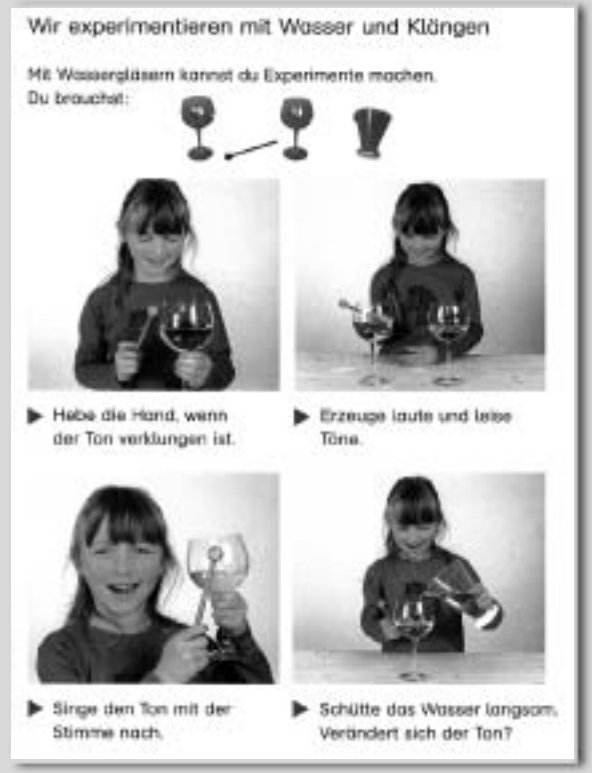 Wir experimentieren mit Wasser und Klängen
Mit Wassergläsern kannst du Experimente machen.
Du brauchst:
▶ Hebe die Hand, wenn
der Ton verklungen ist.
▶ Erzeuge laute und leise
Töne.
▶ Singe den Ton mit der
Stimme nach.
▶ Schütte das Wasser langsam.
Verändert sich der Ton?